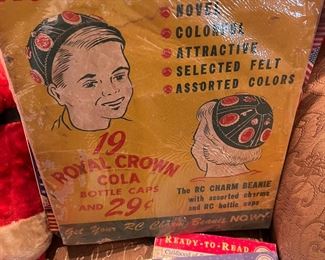 NOVEL
COLORFUL
ATTRACTIVE
SELECTED FELT
ASSORTED COLORS
19
ROYAL CROWN
COLA
BOTTLE CAPS
AND 29¢
The RC CHARM BEANIE
with assorted charms
and RC bottle caps
Get Your RC Charm Beanie NOW!
READY-TO-READ